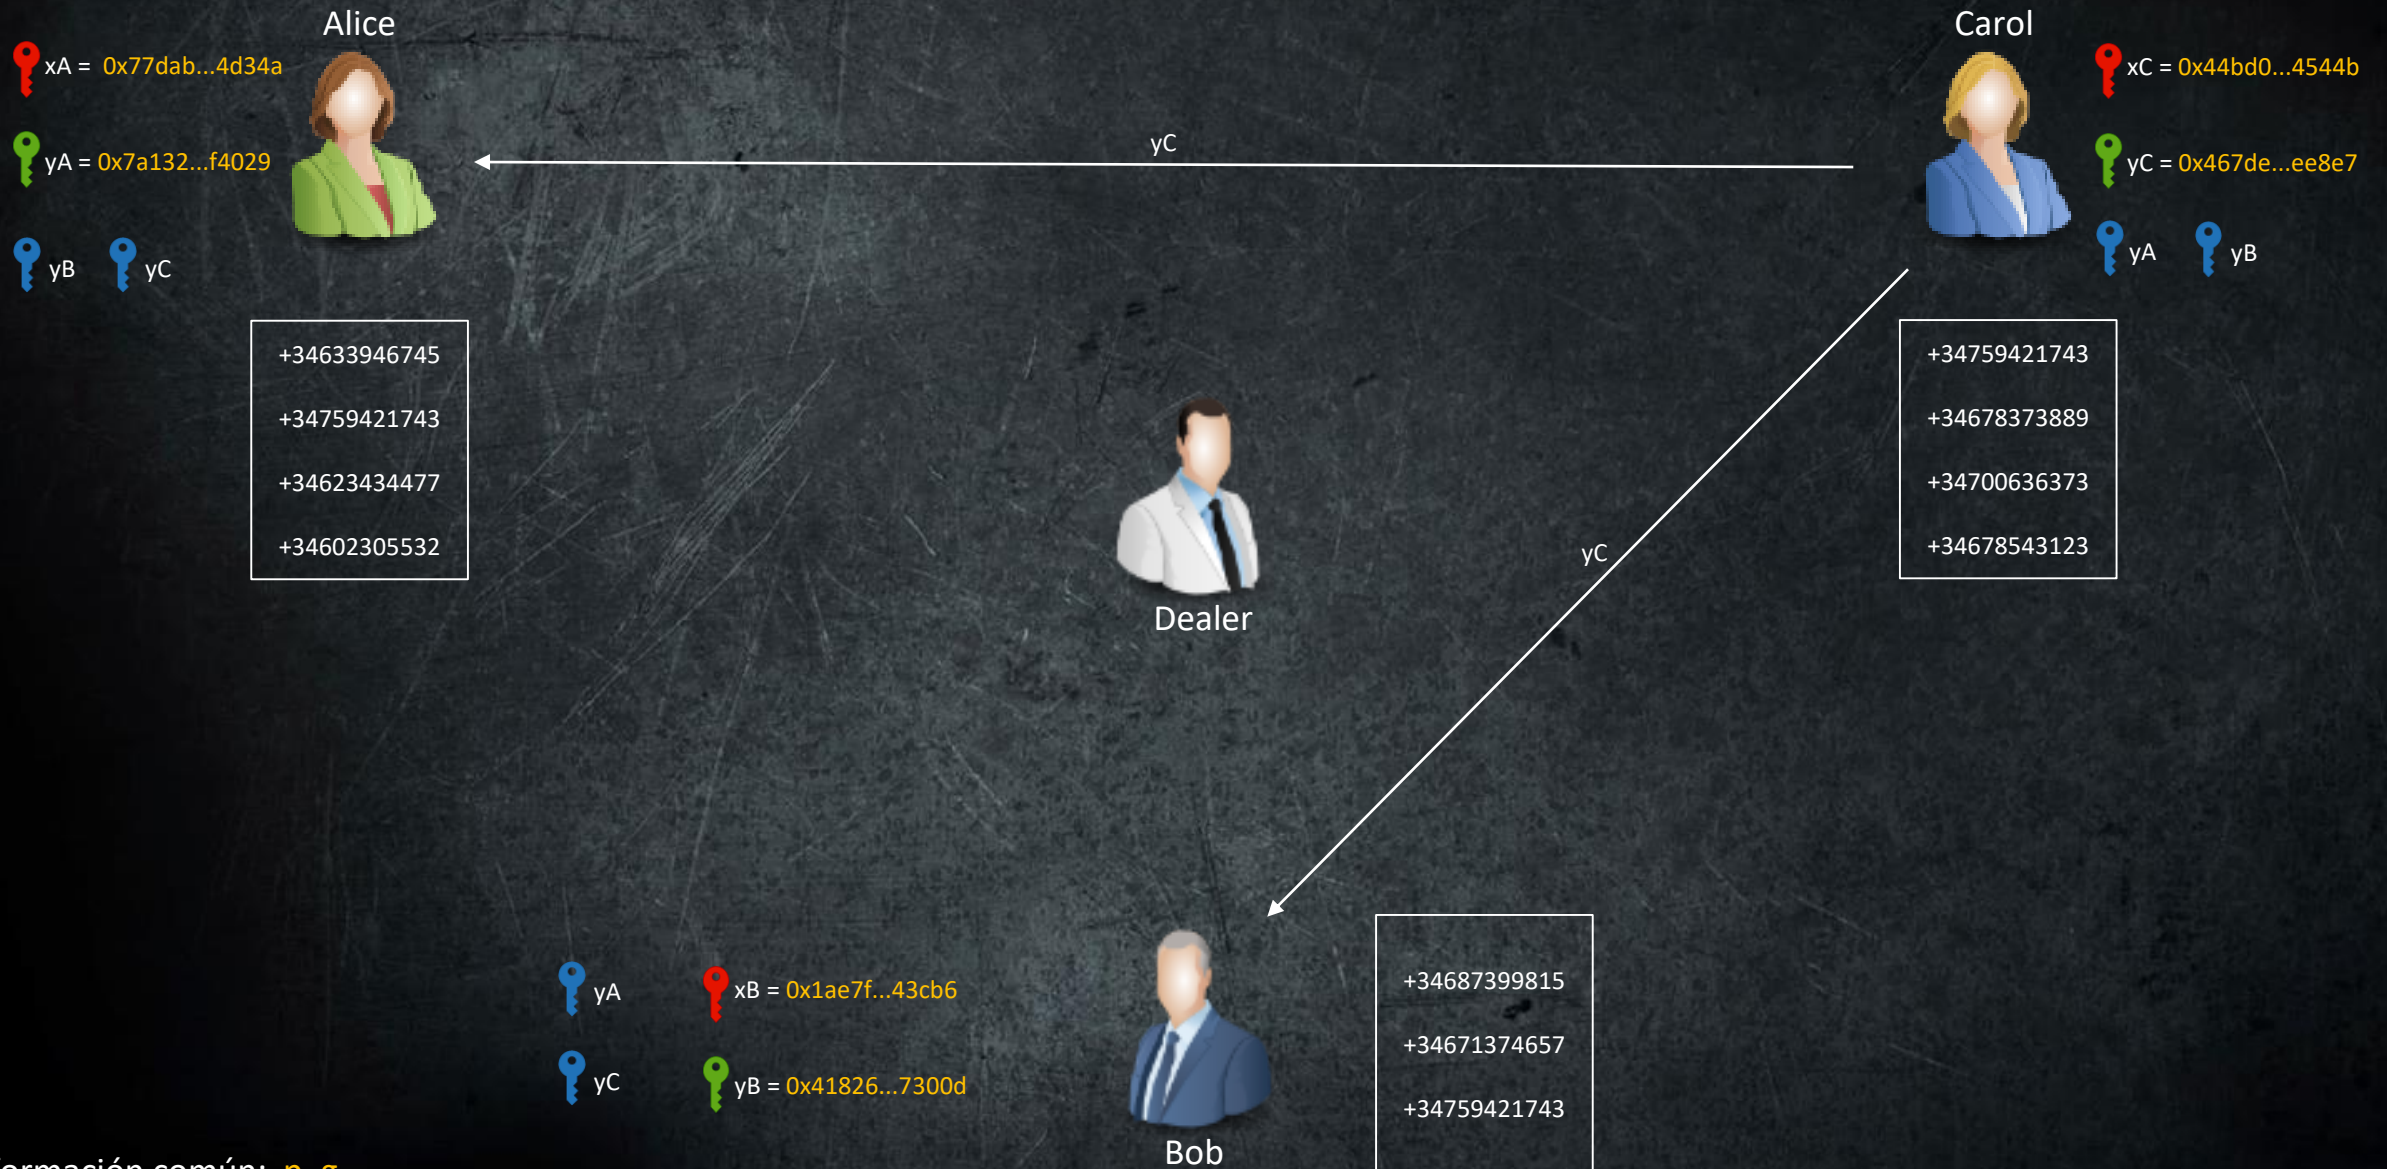 Alice
xA = 0x77dab...4d34a
yA = 0x7a132...f4029
yB yC
+34633946745
+34759421743
+34623434477
+34602305532
yC
Carol
xC = 0x44bd0...4544b
yC = 0x467de...ee8e7
yA yB
+34759421743
+34678373889
+34700636373
+34678543123
yC
Dealer
yA xB = 0x1ae7f...43cb6
yC yB = 0x41826...7300d
Bob
+34687399815
+34671374657
+34759421743
común: